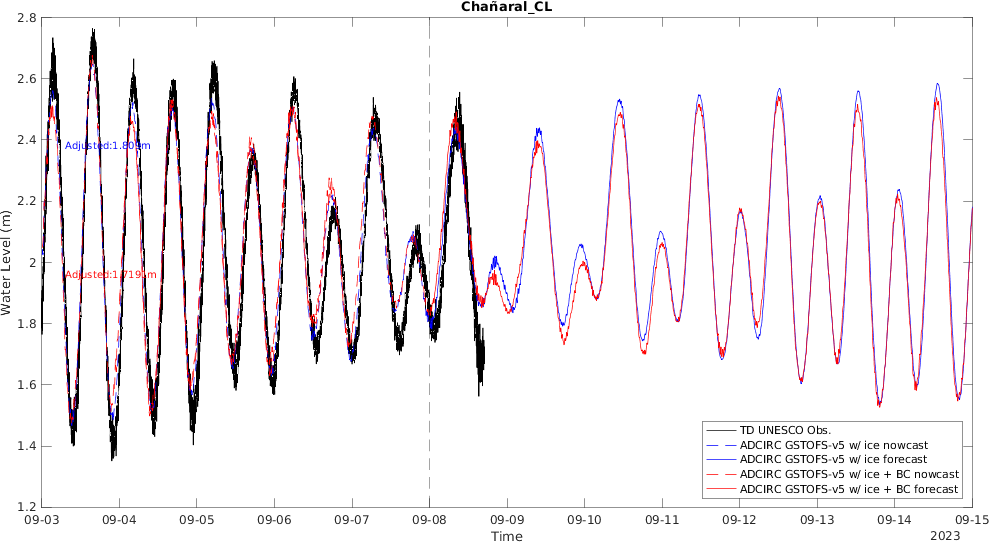 Chañaral_CL
2.8
2.6
2.4
2.2
2
1.8
1.6
1.4
1.2
Water Level (m)
Adjusted:1.809m
Adjusted:1.719m
TD UNESCO Obs.
ADCIRC GSTOFS-v5 w/ ice nowcast
ADCIRC GSTOFS-v5 w/ ice forecast
ADCIRC GSTOFS-v5 w/ ice + BC nowcast
ADCIRC GSTOFS-v5 w/ ice + BC forecast
09-03 09-04 09-05 09-06 09-07 09-08 09-09 09-10 09-11 09-12 09-13 09-14 09-15
Time
2023